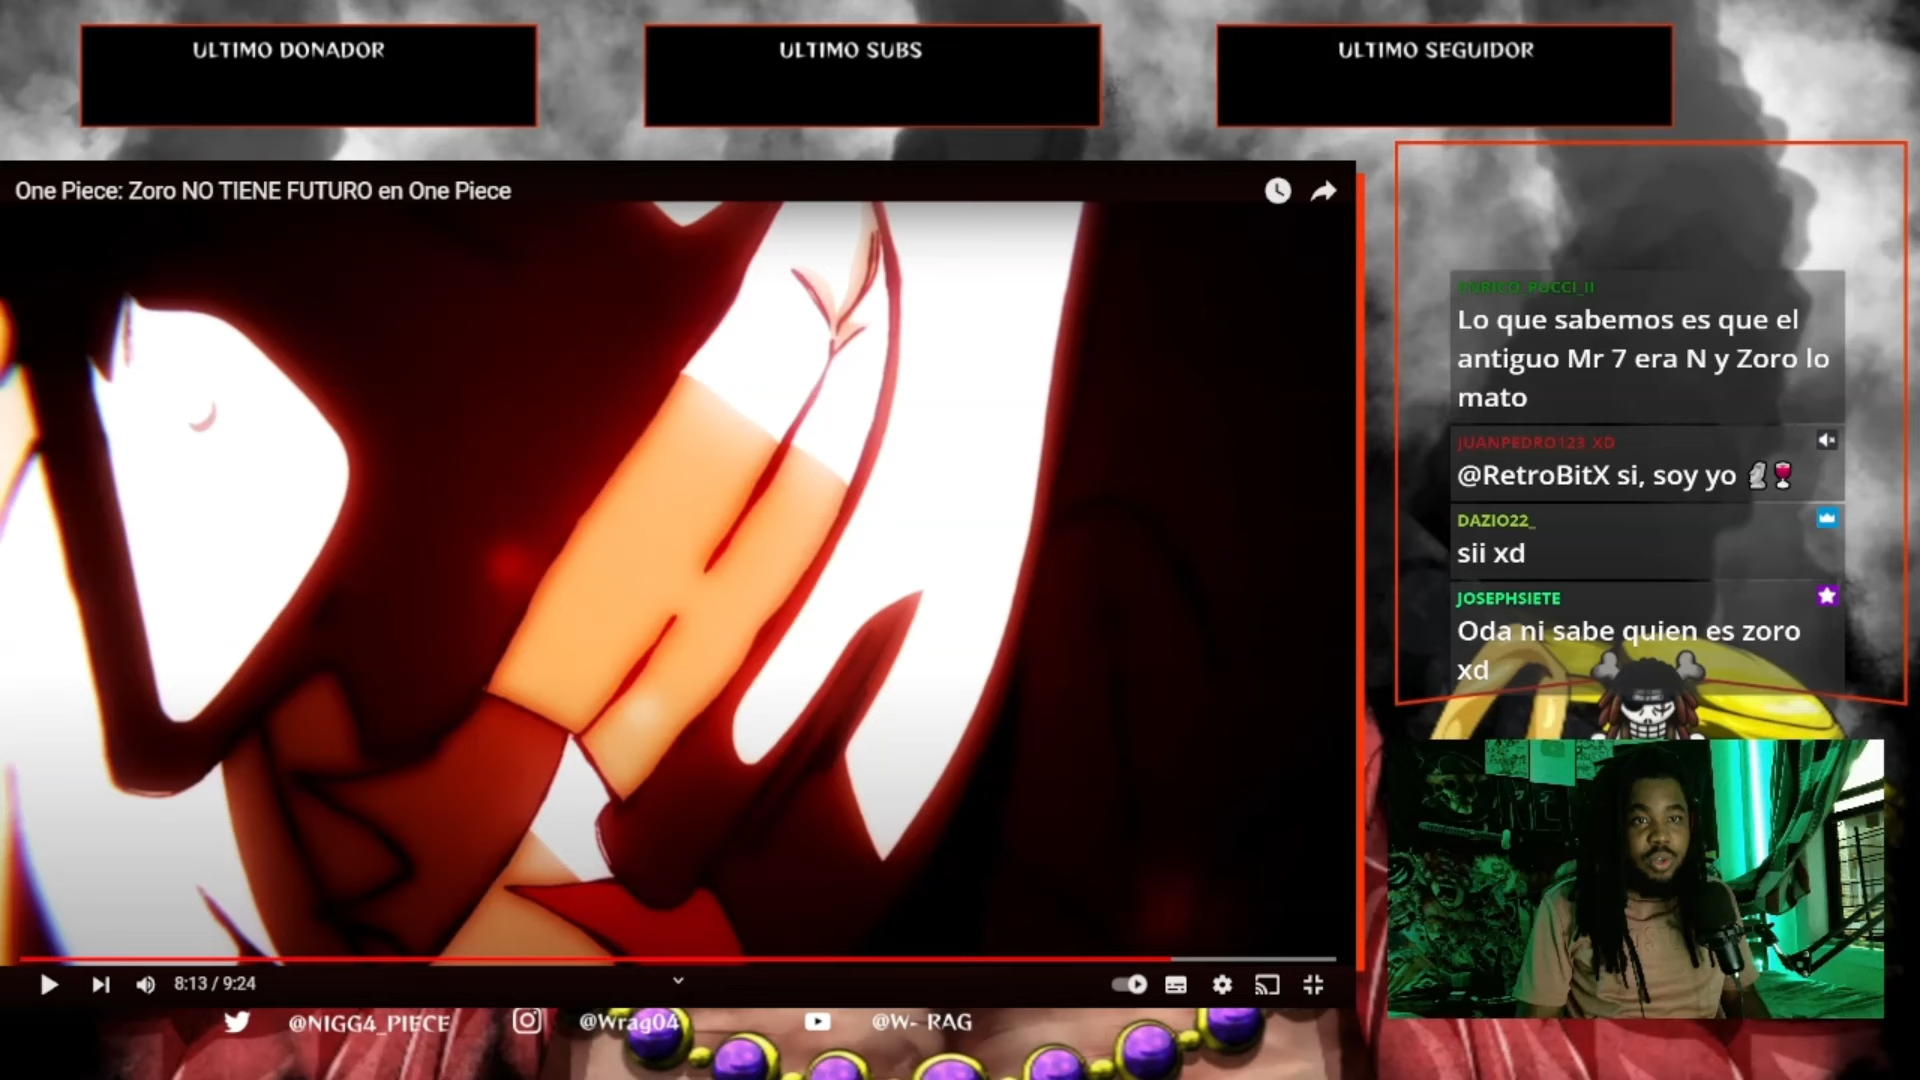 ULTIMO DONADOR
ULTIMO SUBS
ULTIMO SEGUIDOR
One Piece: Zoro NO TIENE FUTURO en One Piece
ENRICO_PUCCI_II
Lo que sabemos es que el
antiguo Mr 7 era N y Zoro lo
mato
JUANPEDRO123_XD
@RetroBitX si, soy yo
DAZIO22_
sii xd
JOSEPHSIETE
Oda ni sabe quien es zoro
xd
8:13 / 9:24
@NIGG4_PIECE
@Wrag04
@W- RAG